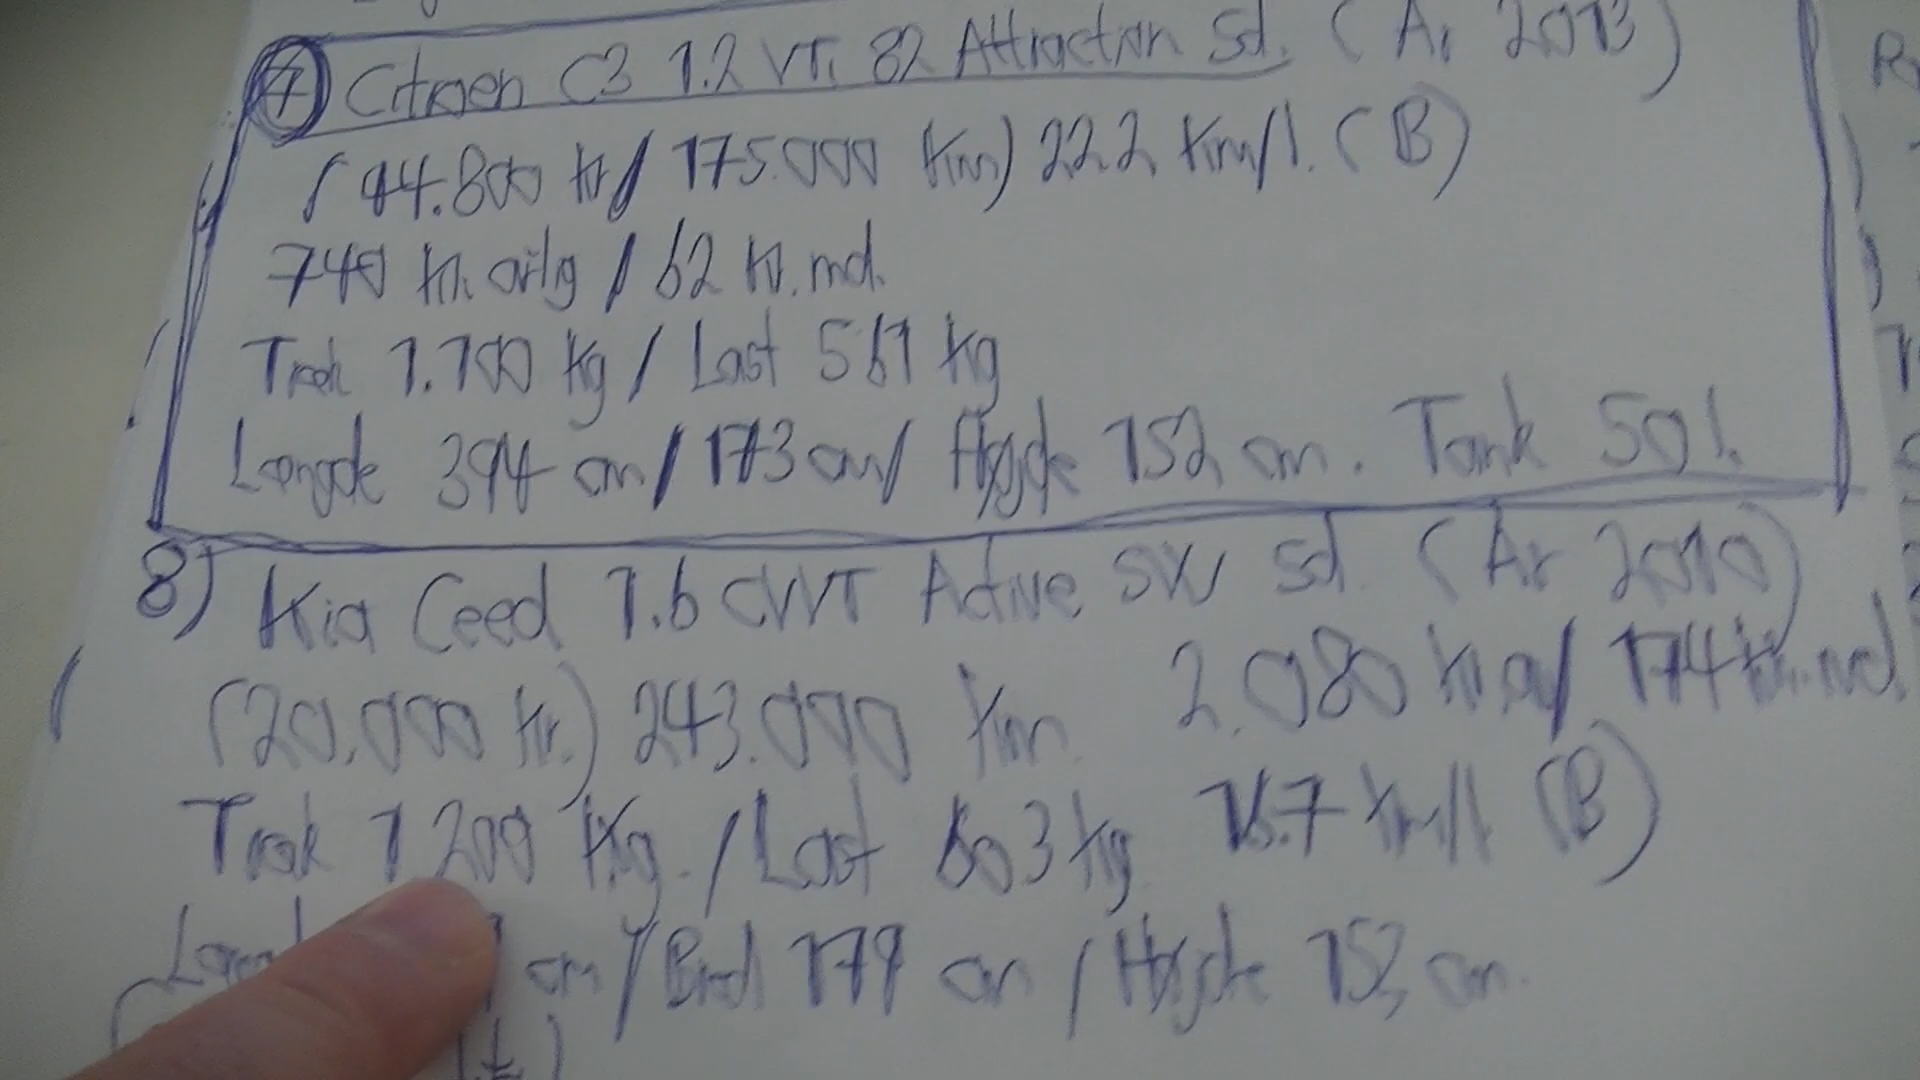 7) Citroen C3 1.2 VTi 82 Attraction 5d. (År 2013)
(44.800 kr/ 175.000 km) 22.2 km/l. (B)
740 kr. årlig / 62 kr. md.
Træk 1.100 kg / Last 561 kg
Længde 394 cm / 173 cm/ Højde 152 cm. Tank 50 l.
8) Kia Ceed 1.6 CVVT Active SW 5d. (År 2010)
(20.000 kr.) 243.000 km. 2.080 kr år/ 174 kr. md.
Træk 1200 kg. / Last 603 kg. 15.7 km/l (B)
cm / Bred 179 cm / Højde 152 cm.